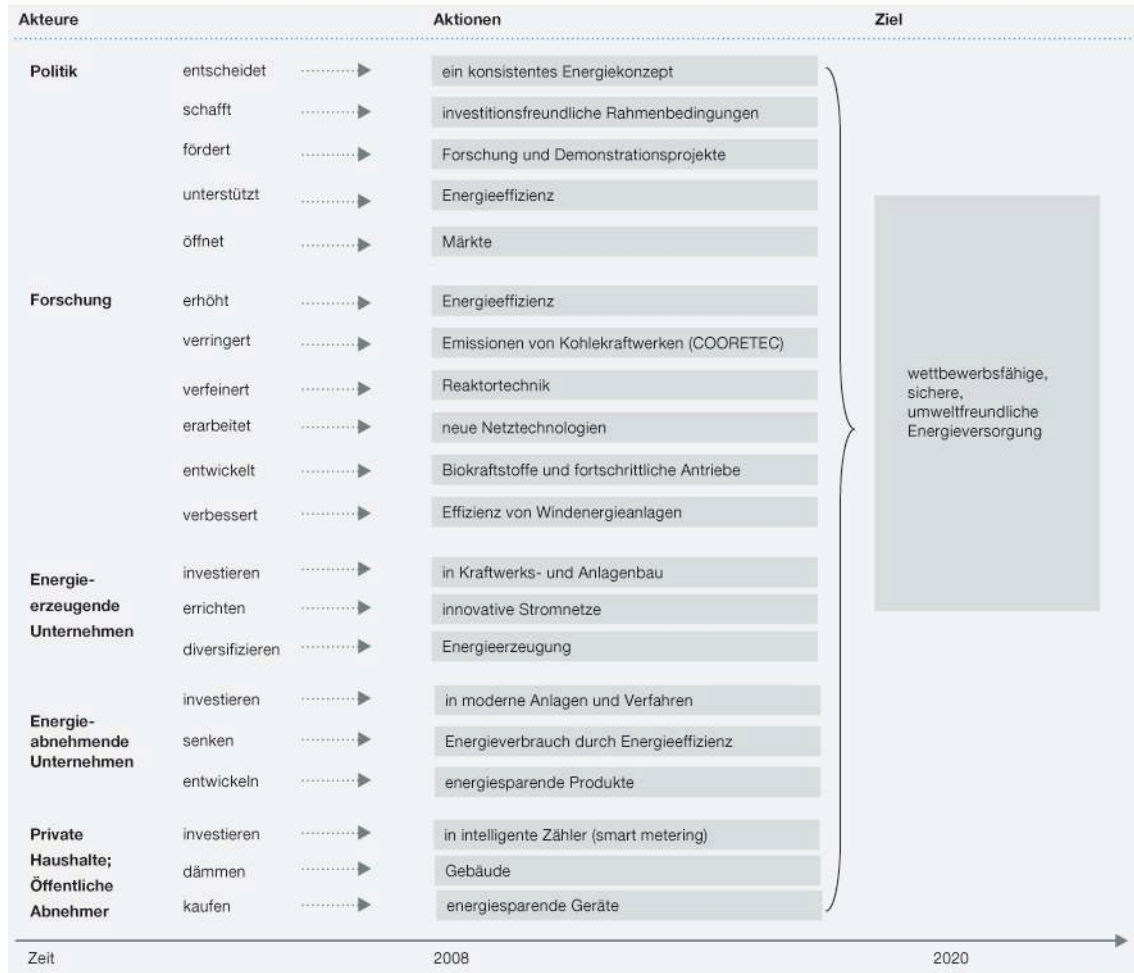 Akteure Aktionen Ziel
Politik entscheidet ein konsistentes Energiekonzept
schafft investitionsfreundliche Rahmenbedingungen
fördert Forschung und Demonstrationsprojekte
unterstützt Energieeffizienz
öffnet Märkte
Forschung erhöht Energieeffizienz
verringert Emissionen von Kohlekraftwerken (COORETEC)
verfeinert Reaktortechnik
erarbeitet neue Netztechnologien
entwickelt Biokraftstoffe und fortschrittliche Antriebe
verbessert Effizienz von Windenergieanlagen
Energie-
erzeugende
Unternehmen
investieren in Kraftwerks- und Anlagenbau
errichten innovative Stromnetze
diversifizieren Energieerzeugung
Energie-
abnehmende
Unternehmen
investieren in moderne Anlagen und Verfahren
senken Energieverbrauch durch Energieeffizienz
entwickeln energiesparende Produkte
Private
Haushalte;
Öffentliche
Abnehmer
investieren in intelligente Zähler (smart metering)
dämmen Gebäude
kaufen energiesparende Geräte
wettbewerbsfähige,
sichere,
umweltfreundliche
Energieversorgung
Zeit 2008 2020